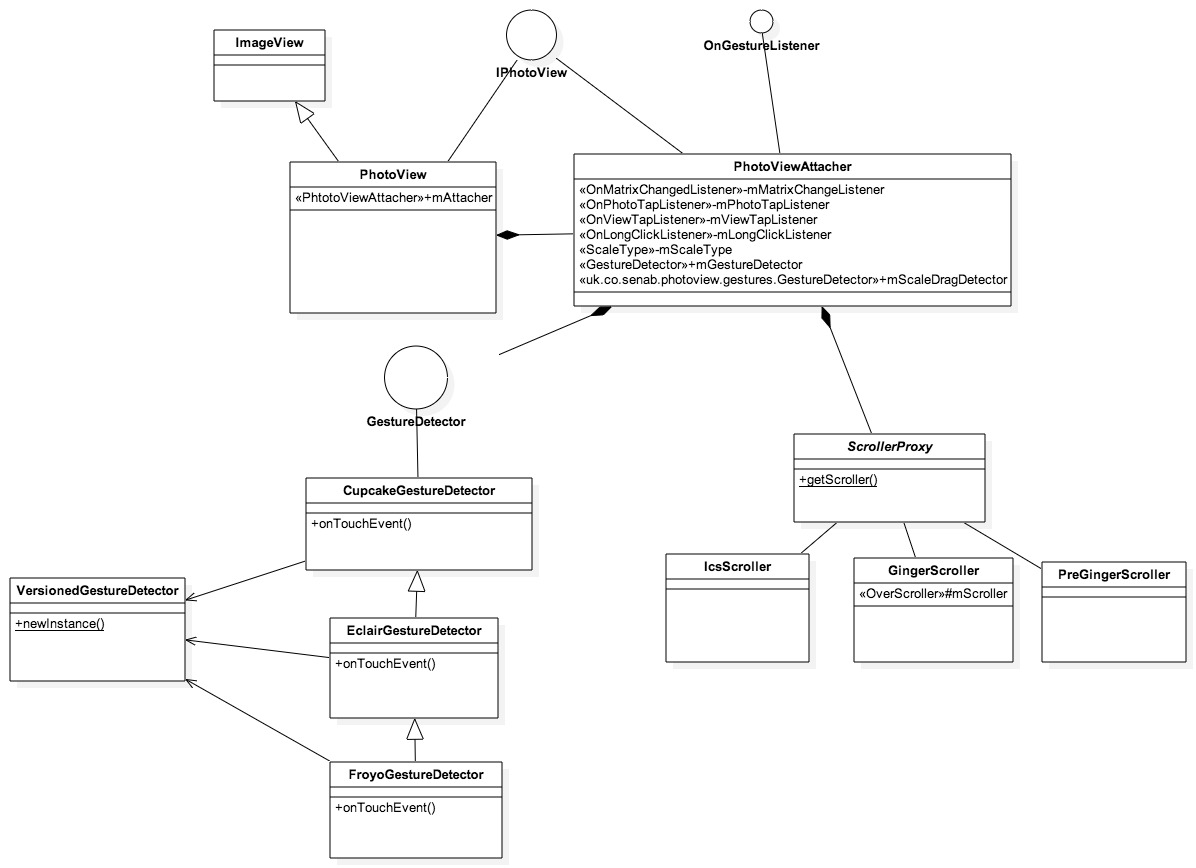 ImageView
IPhotoView
OnGestureListener
PhotoView
«PhtotoViewAttacher»+mAttacher
PhotoViewAttacher
«OnMatrixChangedListener»-mMatrixChangeListener
«OnPhotoTapListener»-mPhotoTapListener
«OnViewTapListener»-mViewTapListener
«OnLongClickListener»-mLongClickListener
«ScaleType»-mScaleType
«GestureDetector»+mGestureDetector
«uk.co.senab.photoview.gestures.GestureDetector»+mScaleDragDetector
GestureDetector
ScrollerProxy
+getScroller()
CupcakeGestureDetector
+onTouchEvent()
IcsScroller
GingerScroller
«OverScroller»#mScroller
PreGingerScroller
VersionedGestureDetector
+newInstance()
EclairGestureDetector
+onTouchEvent()
FroyoGestureDetector
+onTouchEvent()